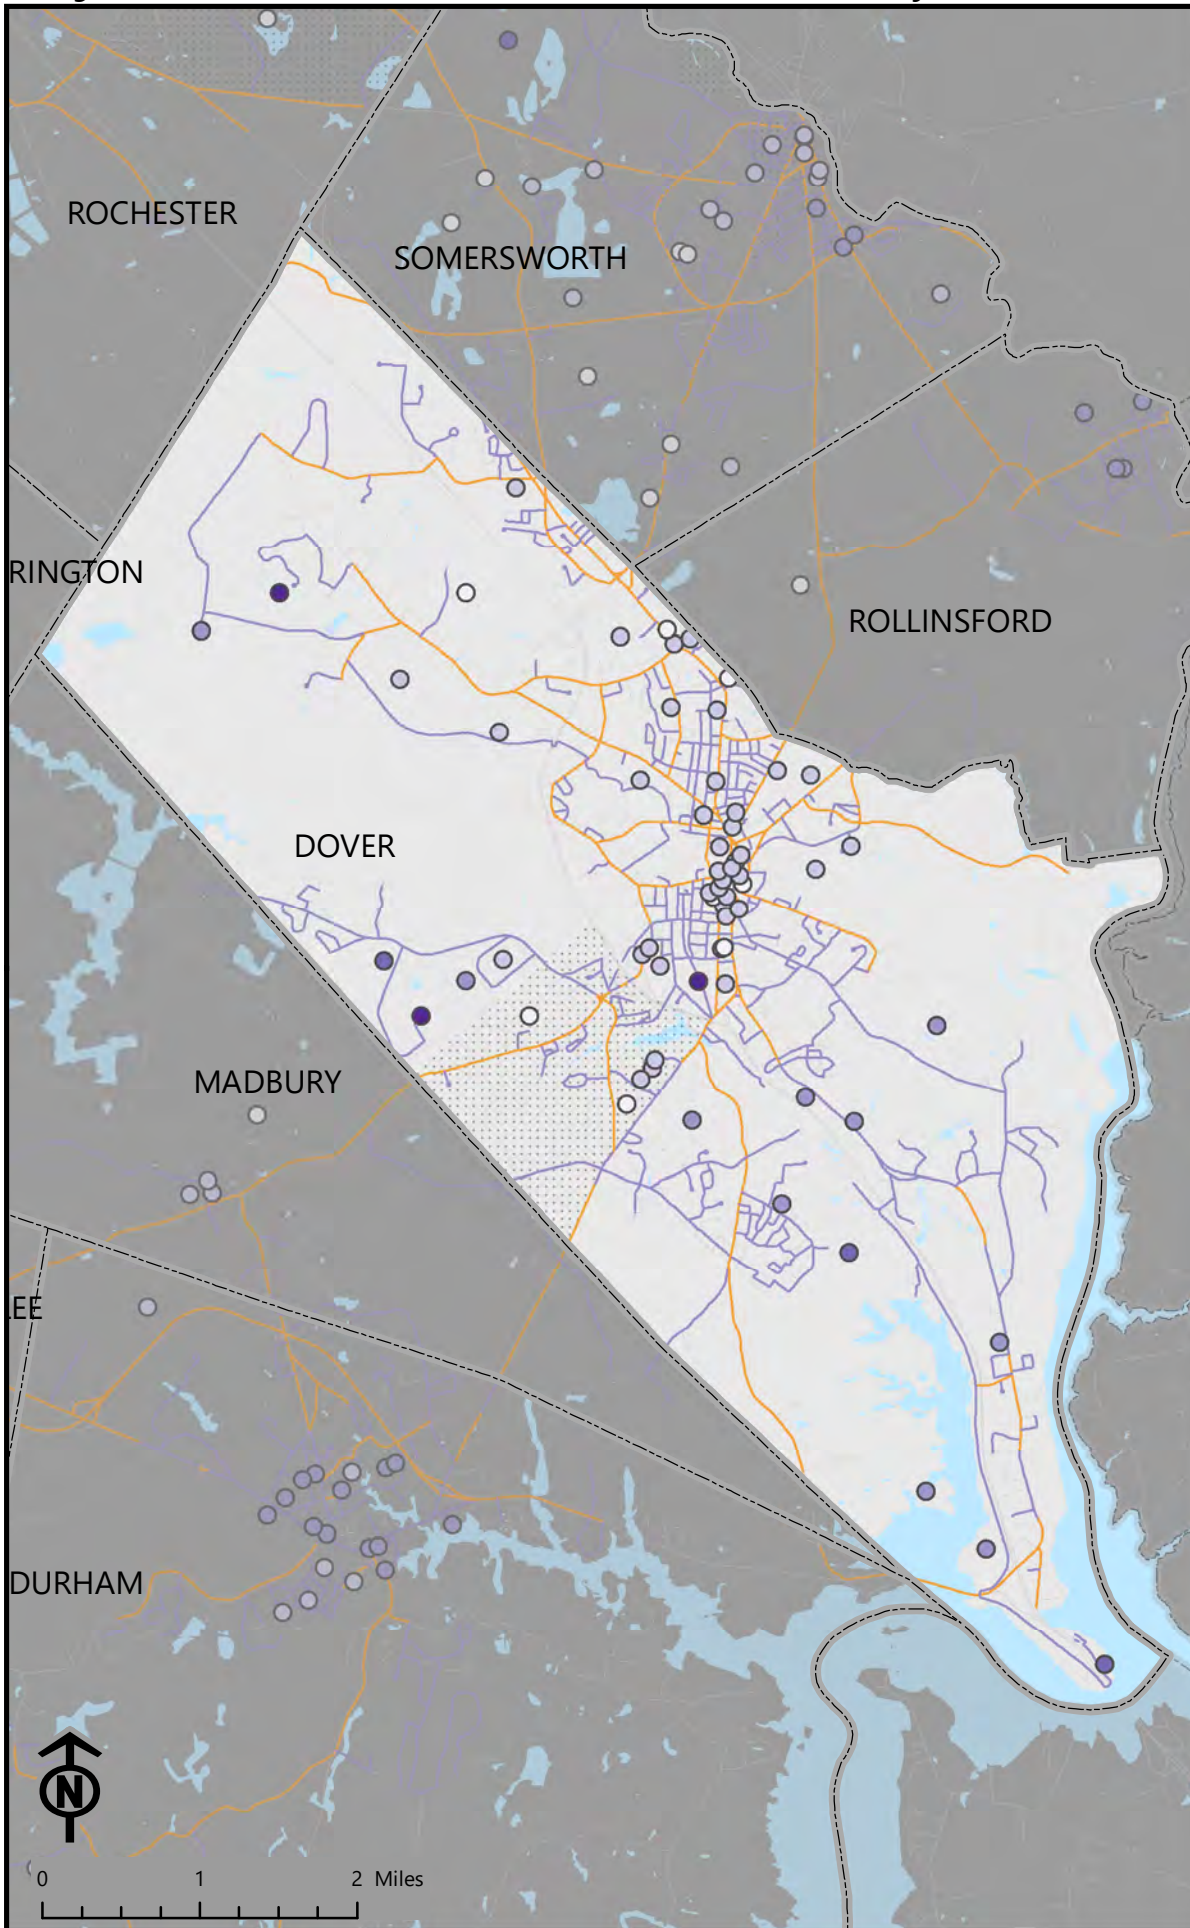 ROCHESTER
SOMERSWORTH
RINGTON
ROLLINSFORD
DOVER
MADBURY
LEE
DURHAM
N
0 1 2 Miles